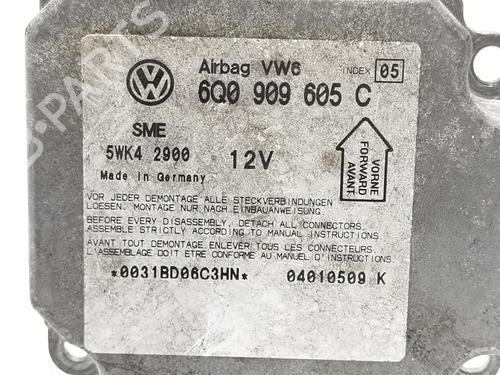 Airbag VW6 INDEX 05
6Q0 909 605 C
SME
5WK4 2900 12V
Made in Germany
VORNE
FORWARD
AVANT
VOR JEDER DEMONTAGE ALLE STECKVERBINDUNGEN
LOESEN. MONTAGE NUR NACH EINBAUANWEISUNG.
BEFORE EVERY DISASSEMBLY, DETACH ALL CONNECTORS.
ASSEMBLE STRICTLY ACCORDING TO MANUAL INSTRUCTIONS.
AVANT TOUT DEMONTAGE ENLEVER TOUS LES CONNECTEURS.
L'ASSEMBLAGE DOIT ETRE CONFORME AU MANUEL D'INSTRUCTIONS
*0031BD06C3HN* 04010509 K